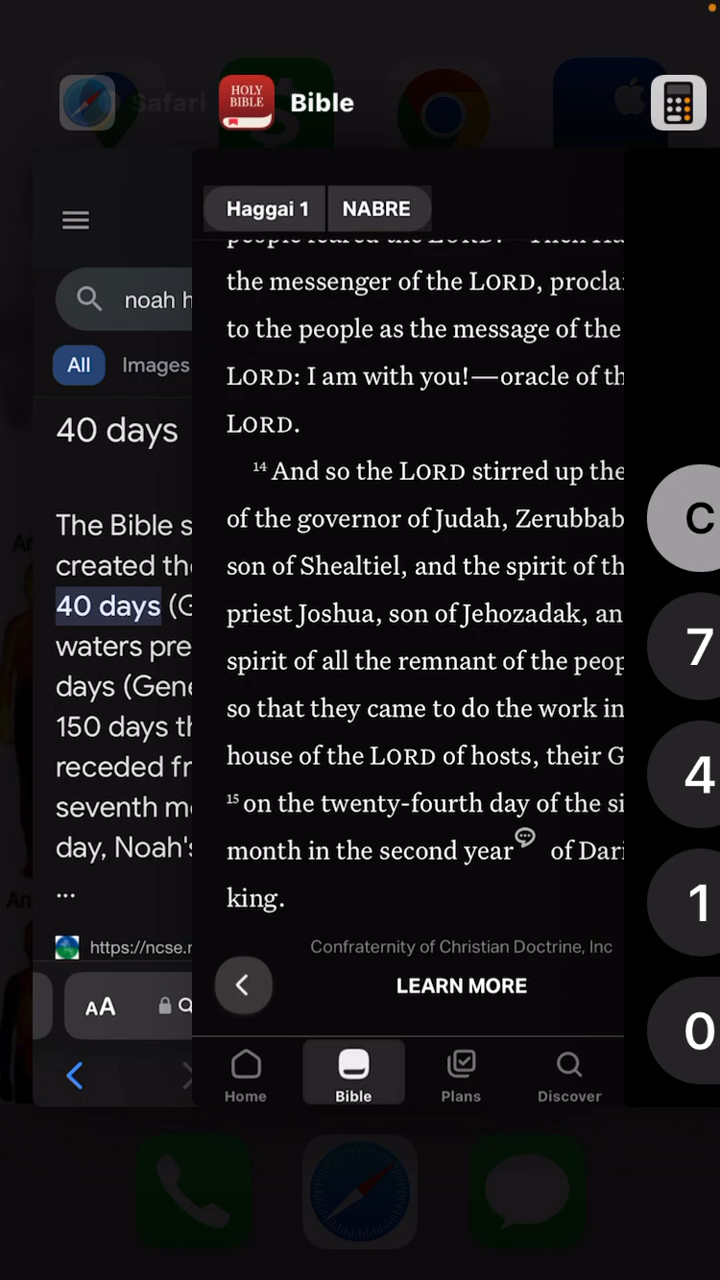 Safari
HOLY
BIBLE
Bible
Haggai 1
NABRE
the messenger of the LORD, proclai
to the people as the message of the
LORD: I am with you!—oracle of th
LORD.
14 And so the LORD stirred up the
of the governor of Judah, Zerubbab
son of Shealtiel, and the spirit of th
priest Joshua, son of Jehozadak, an
spirit of all the remnant of the peop
so that they came to do the work in
house of the LORD of hosts, their G
15 on the twenty-fourth day of the si
month in the second year of Dari
king.
Confraternity of Christian Doctrine, Inc
LEARN MORE
Home
Bible
Plans
Discover
noah h
All
Images
40 days
The Bible s
created the
40 days (G
waters pre
days (Gene
150 days th
receded fr
seventh mo
day, Noah's
...
https://ncse.n
AA
C
7
4
1
0